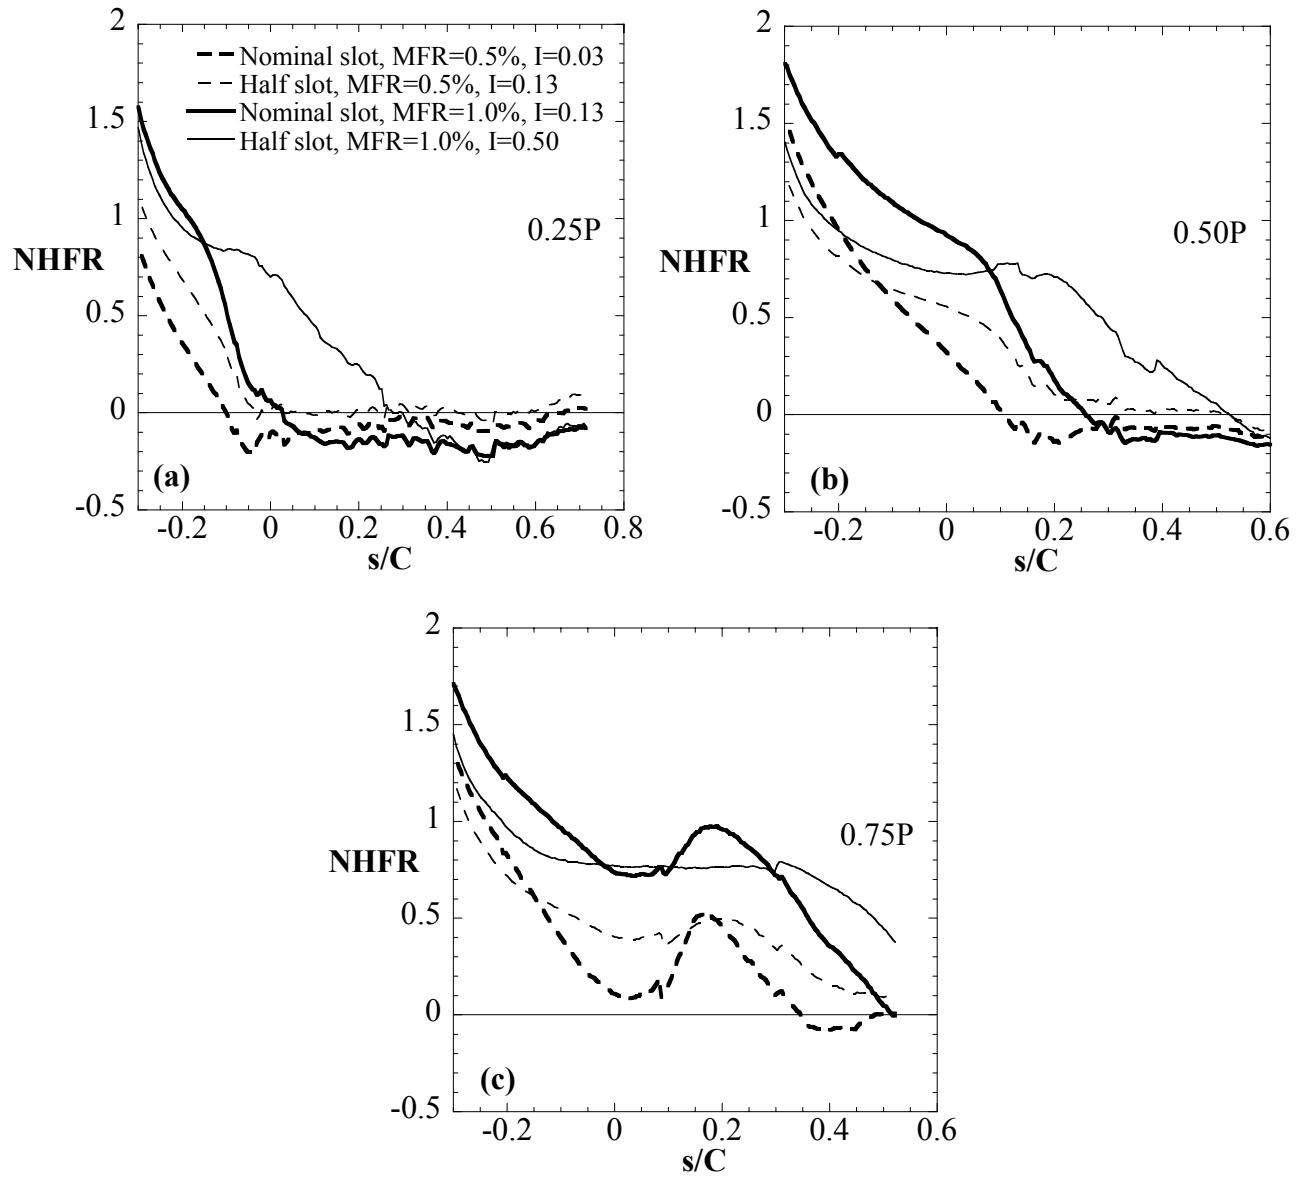 2
1.5
1
0.5
0
-0.5
NHFR
Nominal slot, MFR=0.5%, I=0.03
Half slot, MFR=0.5%, I=0.13
Nominal slot, MFR=1.0%, I=0.13
Half slot, MFR=1.0%, I=0.50
0.25P
(a)
-0.2 0 0.2 0.4 0.6 0.8
s/C
2
1.5
1
0.5
0
-0.5
NHFR
0.50P
(b)
-0.2 0 0.2 0.4 0.6
s/C
2
1.5
1
0.5
0
-0.5
NHFR
0.75P
(c)
-0.2 0 0.2 0.4 0.6
s/C